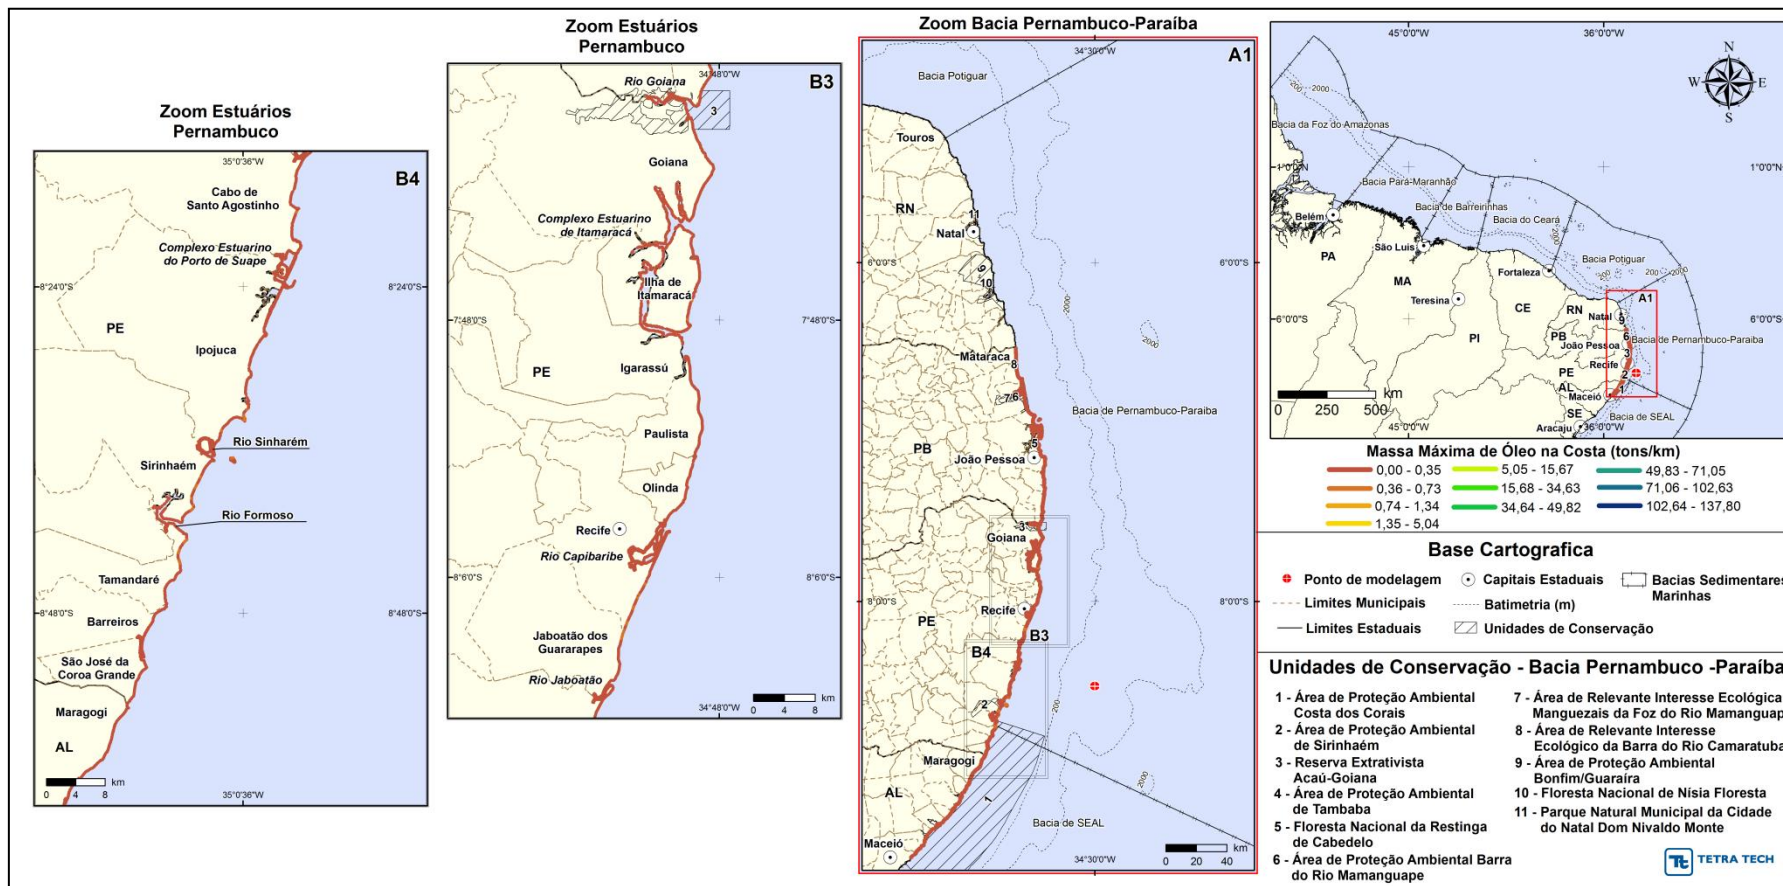 Zoom Estuários
Pernambuco
B4
35°0'36"W
Cabo de
Santo Agostinho
Complexo Estuarino
do Porto de Suape
8°24'0"S
8°24'0"S
PE
Ipojuca
Rio Sinharém
Sirinhaém
Rio Formoso
Tamandaré
8°48'0"S
8°48'0"S
Barreiros
São José da
Coroa Grande
Maragogi
AL
0 4 8 km
35°0'36"W
Zoom Estuários
Pernambuco
B3
34°48'0"W
Rio Goiana
3
Goiana
Complexo Estuarino
de Itamaracá
Ilha de
Itamaracá
7°48'0"S
7°48'0"S
PE
Igarassú
Paulista
Olinda
Recife
Rio Capibaribe
8°6'0"S
8°6'0"S
Jaboatão dos
Guararapes
Rio Jaboatão
0 4 8 km
34°48'0"W
Zoom Bacia Pernambuco-Paraíba
A1
34°30'0"W
Bacia Potiguar
Touros
RN
11
Natal
6°0'0"S
6°0'0"S
9
10
2000
2000
Mataraca
8
7 6
Bacia de Pernambuco-Paraiba
PB
5
João Pessoa
3
Goiana
8°0'0"S
8°0'0"S
Recife
PE
B3
B4
2
200
2000
Maragogi
1
AL
Bacia de SEAL
Maceió
0 20 40 km
34°30'0"W
45°0'0"W
36°0'0"W
N
W E
S
200
2000
Bacia da Foz do Amazonas
1°0'0"N
1°0'0"N
Bacia Pará-Maranhão
Bacia de Barreirinhas
Bacia do Ceará
2000
Belém
São Luis
Bacia Potiguar
Fortaleza
200
200
2000
PA
MA
Teresina
CE
RN
A1
Natal
9
6°0'0"S
6°0'0"S
PI
PB
6
João Pessoa
Bacia de Pernambuco-Paraiba
3
Recife
PE
2
AL
Maceió
1
0 250 500 km
SE
Bacia de SEAL
Aracaju
45°0'0"W
36°0'0"W
Massa Máxima de Óleo na Costa (tons/km)
0,00 - 0,35
5,05 - 15,67
49,83 - 71,05
0,36 - 0,73
15,68 - 34,63
71,06 - 102,63
0,74 - 1,34
34,64 - 49,82
102,64 - 137,80
1,35 - 5,04
Base Cartografica
Ponto de modelagem
Capitais Estaduais
Bacias Sedimentares
Marinhas
Limites Municipais
Batimetria (m)
Limites Estaduais
Unidades de Conservação
Unidades de Conservação - Bacia Pernambuco -Paraíba
1 - Área de Proteção Ambiental
Costa dos Corais
2 - Área de Proteção Ambiental
de Sirinhaém
3 - Reserva Extrativista
Acaú-Goiana
4 - Área de Proteção Ambiental
de Tambaba
5 - Floresta Nacional da Restinga
de Cabedelo
6 - Área de Proteção Ambiental Barra
do Rio Mamanguape
7 - Área de Relevante Interesse Ecológica
Manguezais da Foz do Rio Mamanguap
8 - Área de Relevante Interesse
Ecológico da Barra do Rio Camaratuba
9 - Área de Proteção Ambiental
Bonfim/Guaraíra
10 - Floresta Nacional de Nísia Floresta
11 - Parque Natural Municipal da Cidade
do Natal Dom Nivaldo Monte
Tt TETRA TECH